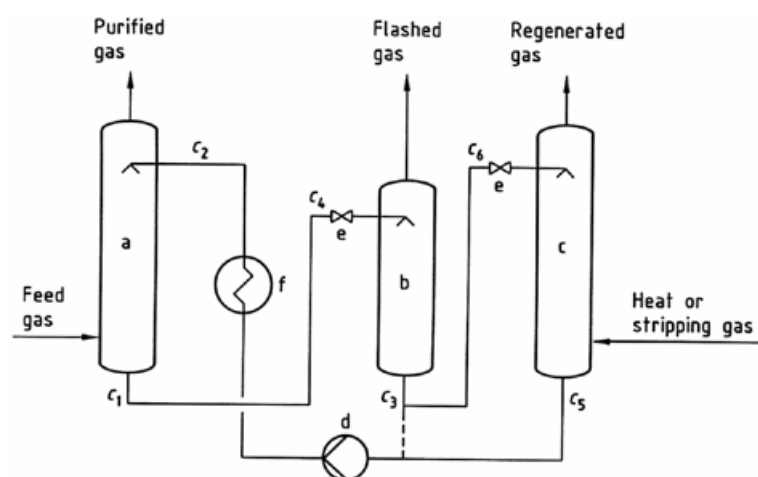 Purified
gas
Flashed
gas
Regenerated
gas
c2
c6
e
c4
e
a
f
b
c
Feed
gas
Heat or
stripping gas
c1
c3
c5
d